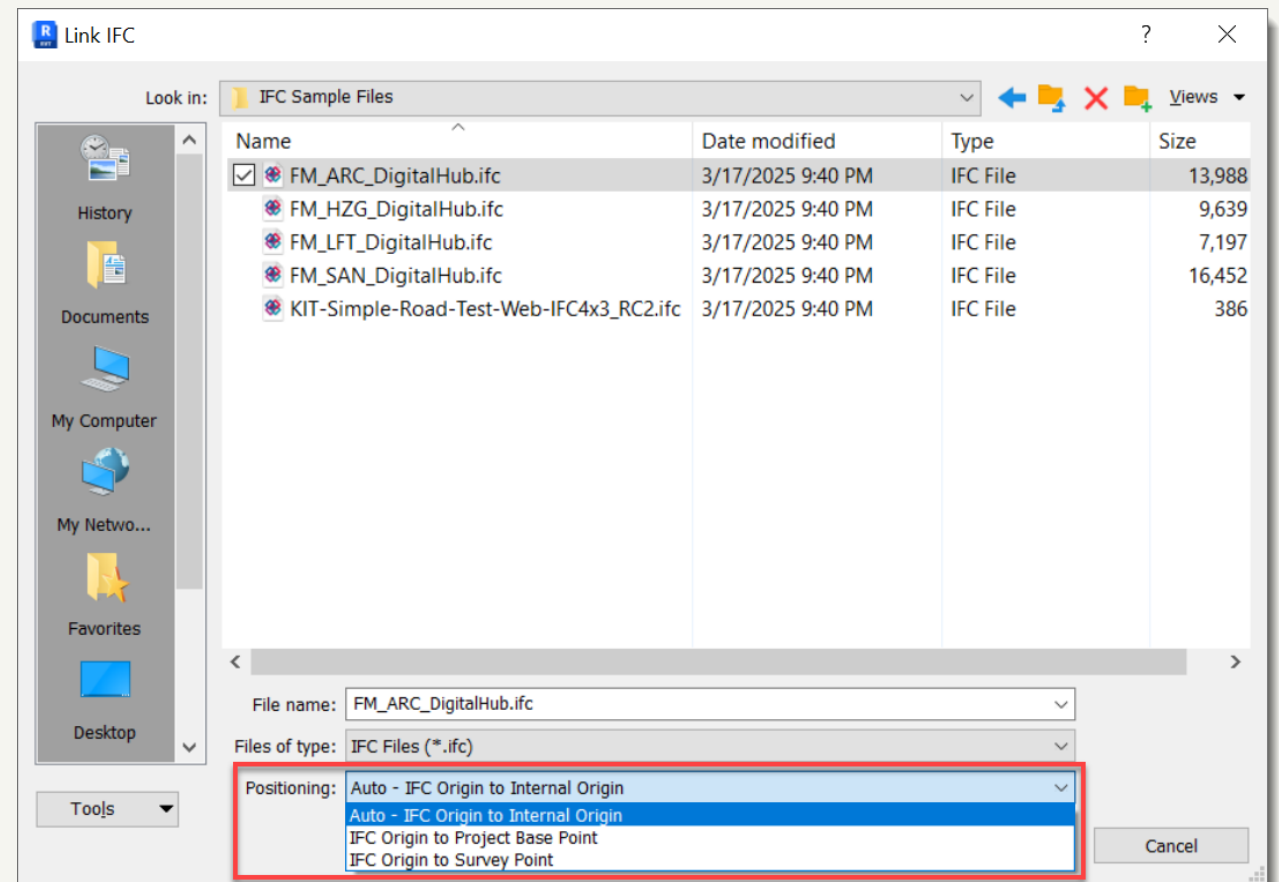 R
RVT
Link IFC
?
Look in:
IFC Sample Files
Views
Name
Date modified
Type
Size
FM_ARC_DigitalHub.ifc 3/17/2025 9:40 PM IFC File 13,988
FM_HZG_DigitalHub.ifc 3/17/2025 9:40 PM IFC File 9,639
FM_LFT_DigitalHub.ifc 3/17/2025 9:40 PM IFC File 7,197
FM_SAN_DigitalHub.ifc 3/17/2025 9:40 PM IFC File 16,452
KIT-Simple-Road-Test-Web-IFC4x3_RC2.ifc 3/17/2025 9:40 PM IFC File 386
History
Documents
My Computer
My Netwo...
Favorites
Desktop
Tools
File name: FM_ARC_DigitalHub.ifc
Files of type: IFC Files (*.ifc)
Positioning: Auto - IFC Origin to Internal Origin
Auto - IFC Origin to Internal Origin
IFC Origin to Project Base Point
IFC Origin to Survey Point
Cancel